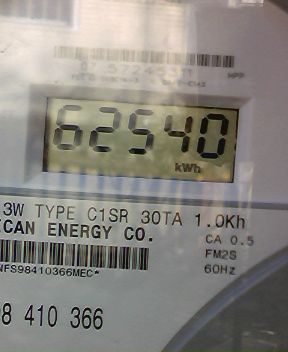 MPP
62540
kWh
3W TYPE C1SR 30TA 1.0Kh
CAN ENERGY CO.
CA 0.5
FM2S
60Hz
NFS98410366MEC*
8 410 366